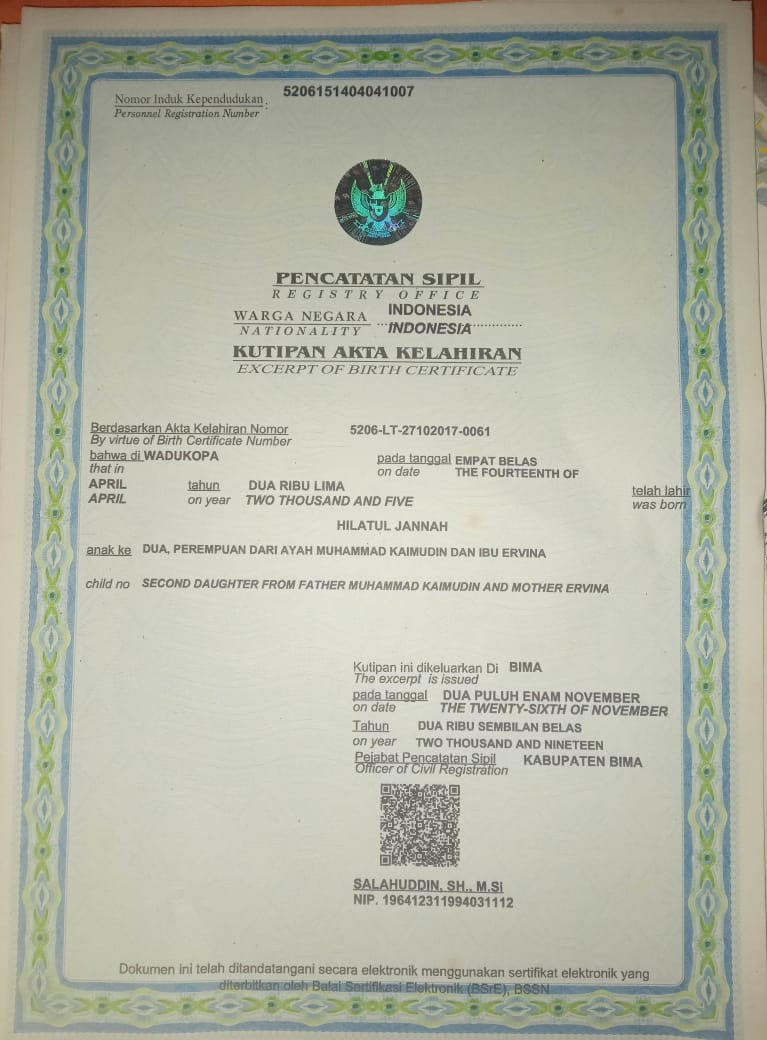 Nomor Induk Kependudukan : 5206151404041007
Personnel Registration Number
PENCATATAN SIPIL
REGISTRY OFFICE
WARGA NEGARA INDONESIA
NATIONALITY INDONESIA
KUTIPAN AKTA KELAHIRAN
EXCERPT OF BIRTH CERTIFICATE
Berdasarkan Akta Kelahiran Nomor 5206-LT-27102017-0061
By virtue of Birth Certificate Number
bahwa di WADUKOPA pada tanggal EMPAT BELAS
that in on date THE FOURTEENTH OF
APRIL tahun DUA RIBU LIMA telah lahir
APRIL on year TWO THOUSAND AND FIVE was born
HILATUL JANNAH
anak ke DUA, PEREMPUAN DARI AYAH MUHAMMAD KAIMUDIN DAN IBU ERVINA
child no SECOND DAUGHTER FROM FATHER MUHAMMAD KAIMUDIN AND MOTHER ERVINA
Kutipan ini dikeluarkan Di BIMA
The excerpt is issued
pada tanggal DUA PULUH ENAM NOVEMBER
on date THE TWENTY-SIXTH OF NOVEMBER
Tahun DUA RIBU SEMBILAN BELAS
on year TWO THOUSAND AND NINETEEN
Pejabat Pencatatan Sipil KABUPATEN BIMA
Officer of Civil Registration
SALAHUDDIN, SH., M.Si
NIP. 196412311994031112
Dokumen ini telah ditandatangani secara elektronik menggunakan sertifikat elektronik yang
diterbitkan oleh Balai Sertifikasi Elektronik (BSrE), BSSN